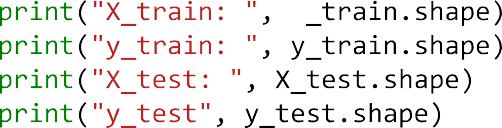 print("X_train: ",  _train.shape)
print("y_train: ", y_train.shape)
print("X_test: ", X_test.shape)
print("y_test", y_test.shape)